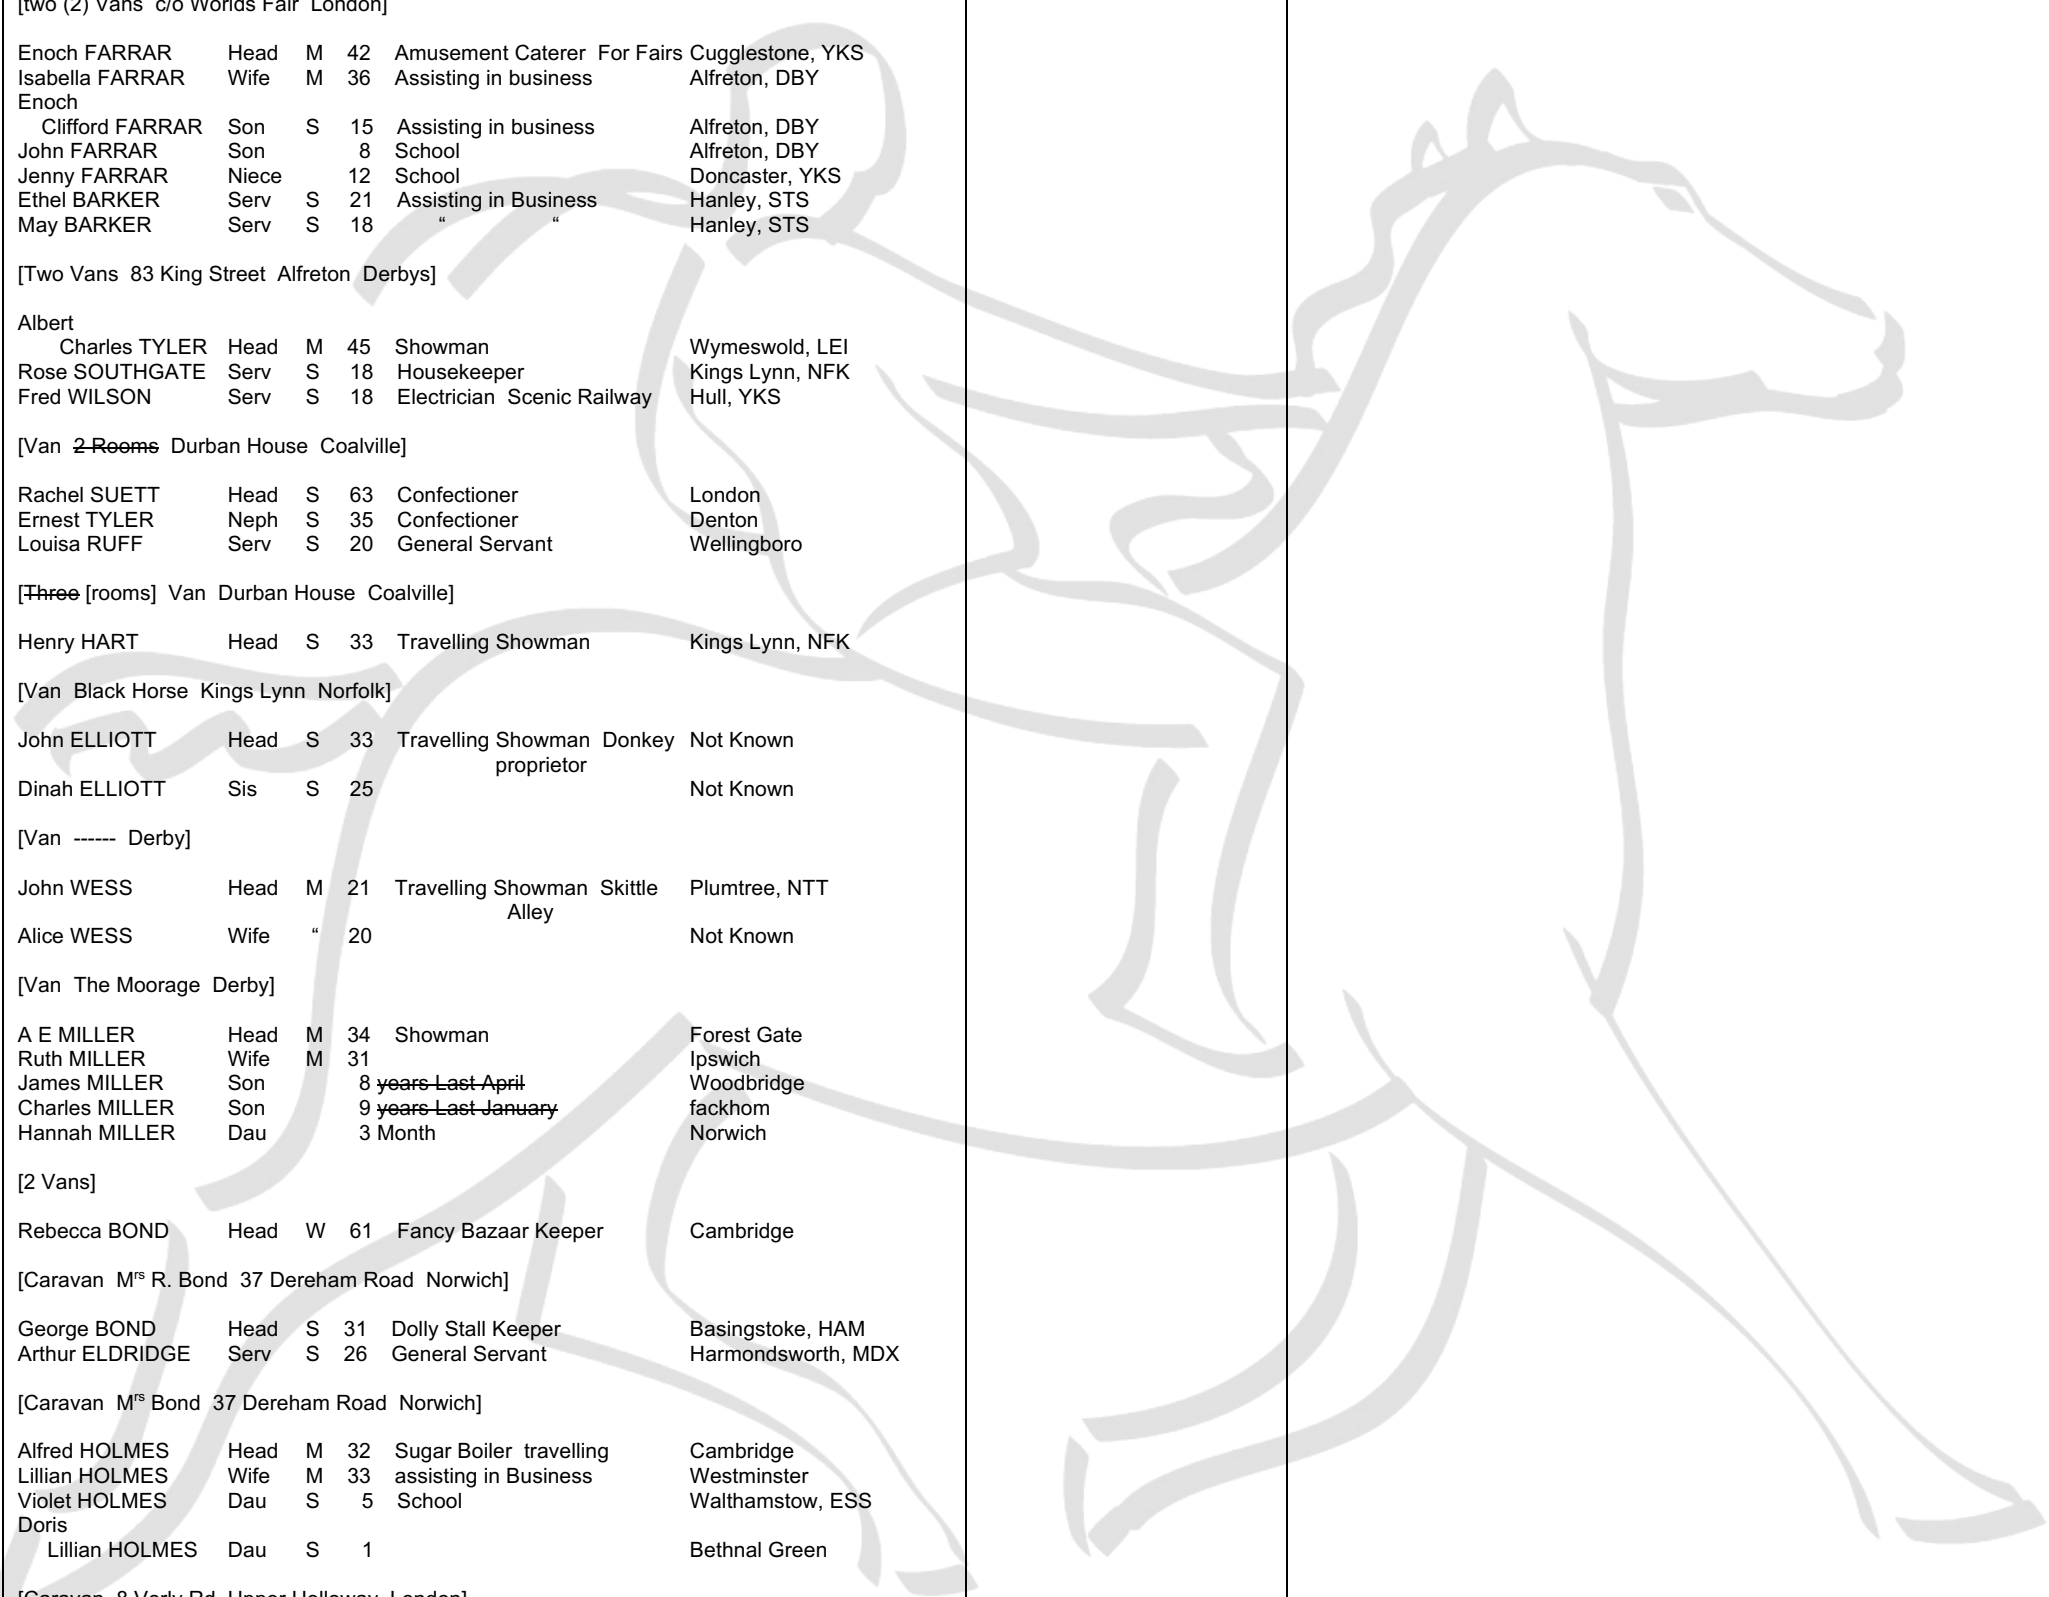 [two (2) Vans c/o Worlds Fair London]
Enoch FARRAR Head M 42 Amusement Caterer For Fairs Cugglestone, YKS
Isabella FARRAR Wife M 36 Assisting in business Alfreton, DBY
Enoch
Clifford FARRAR Son S 15 Assisting in business Alfreton, DBY
John FARRAR Son 8 School Alfreton, DBY
Jenny FARRAR Niece 12 School Doncaster, YKS
Ethel BARKER Serv S 21 Assisting in Business Hanley, STS
May BARKER Serv S 18 “ “ Hanley, STS
[Two Vans 83 King Street Alfreton Derbys]
Albert
Charles TYLER Head M 45 Showman Wymeswold, LEI
Rose SOUTHGATE Serv S 18 Housekeeper Kings Lynn, NFK
Fred WILSON Serv S 18 Electrician Scenic Railway Hull, YKS
[Van 2 Rooms Durban House Coalville]
Rachel SUETT Head S 63 Confectioner London
Ernest TYLER Neph S 35 Confectioner Denton
Louisa RUFF Serv S 20 General Servant Wellingboro
[Three [rooms] Van Durban House Coalville]
Henry HART Head S 33 Travelling Showman Kings Lynn, NFK
[Van Black Horse Kings Lynn Norfolk]
John ELLIOTT Head S 33 Travelling Showman Donkey Not Known
proprietor
Dinah ELLIOTT Sis S 25 Not Known
[Van ------ Derby]
John WESS Head M 21 Travelling Showman Skittle Plumtree, NTT
Alley
Alice WESS Wife “ 20 Not Known
[Van The Moorage Derby]
A E MILLER Head M 34 Showman Forest Gate
Ruth MILLER Wife M 31 Ipswich
James MILLER Son 8 years Last April Woodbridge
Charles MILLER Son 9 years Last January fackhom
Hannah MILLER Dau 3 Month Norwich
[2 Vans]
Rebecca BOND Head W 61 Fancy Bazaar Keeper Cambridge
[Caravan Mrs R. Bond 37 Dereham Road Norwich]
George BOND Head S 31 Dolly Stall Keeper Basingstoke, HAM
Arthur ELDRIDGE Serv S 26 General Servant Harmondsworth, MDX
[Caravan Mrs Bond 37 Dereham Road Norwich]
Alfred HOLMES Head M 32 Sugar Boiler travelling Cambridge
Lillian HOLMES Wife M 33 assisting in Business Westminster
Violet HOLMES Dau S 5 School Walthamstow, ESS
Doris
Lillian HOLMES Dau S 1 Bethnal Green
[Caravan 8 Verly Rd Upper Holloway London]